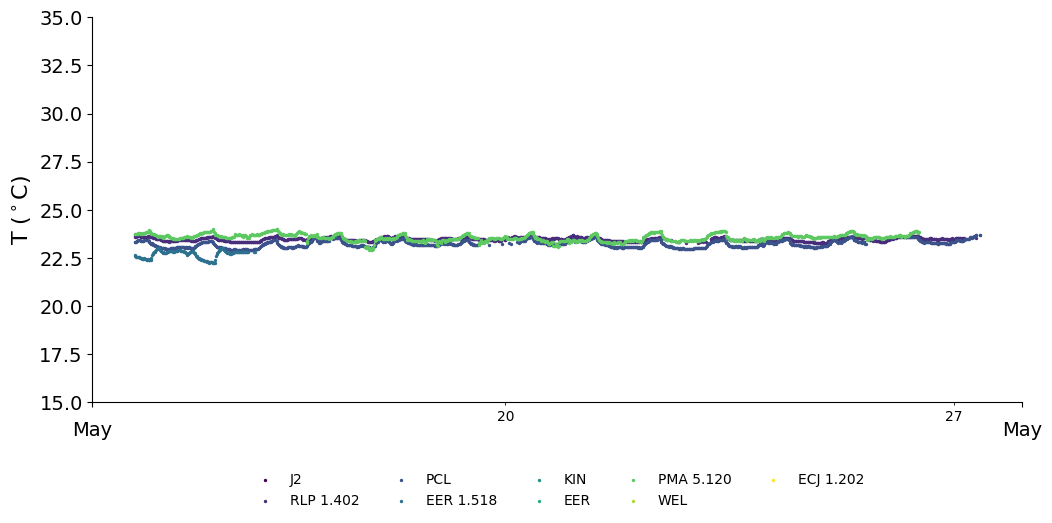 35.0
32.5
30.0
27.5
25.0
22.5
20.0
17.5
15.0
T (°C)
20
27
May
May
J2
PCL
KIN
PMA 5.120
ECJ 1.202
RLP 1.402
EER 1.518
EER
WEL